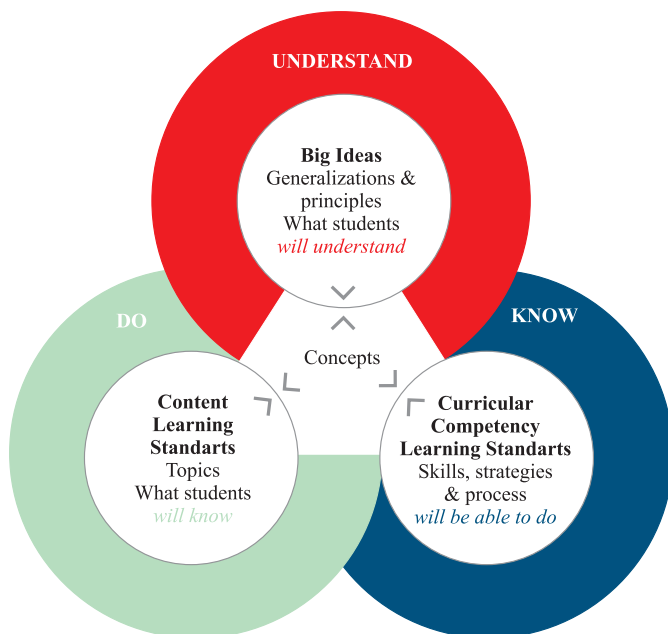 UNDERSTAND
Big Ideas
Generalizations &
principles
What students
will understand
DO
KNOW
Concepts
Content
Learning
Standarts
Topics
What students
will know
Curricular
Competency
Learning Standarts
Skills, strategies
& process
will be able to do